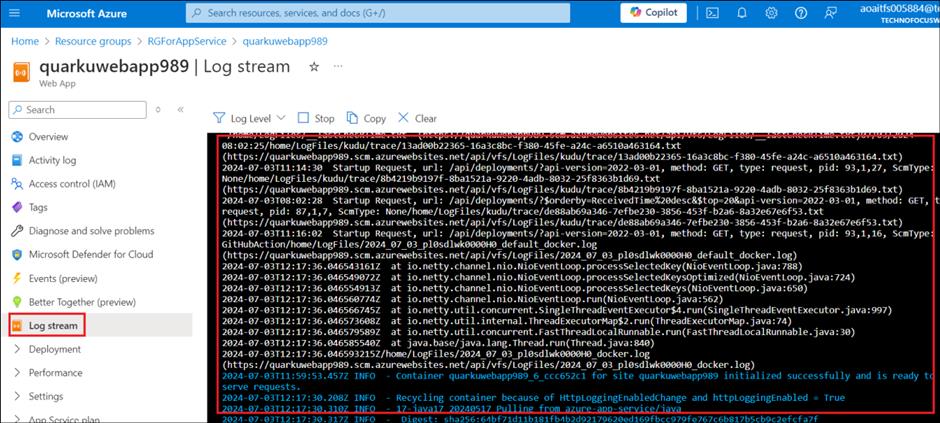 Microsoft Azure
Search resources, services, and docs (G+/)
Copilot
aoaitfs005884@te
TECHNOFOCUSW
Home > Resource groups > RGForAppService > quarkuwebapp989
quarkuwebapp989 | Log stream
Web App
Search
Overview
Activity log
Access control (IAM)
Tags
Diagnose and solve problems
Microsoft Defender for Cloud
Events (preview)
Better Together (preview)
Log stream
Deployment
Performance
Settings
App Service plan
Log Level
Stop
Copy
Clear
08:02:25/home/LogFiles/kudu/trace/13ad00b22365-16a3c8bc-f380-45fe-a24c-a6510a463164.txt
(https://quarkuwebapp989.scm.azurewebsites.net/api/vfs/LogFiles/kudu/trace/13ad00b22365-16a3c8bc-f380-45fe-a24c-a6510a463164.txt)
2024-07-03T11:14:30 Startup Request, url: /api/deployments/?api-version=2022-03-01, method: GET, type: request, pid: 93,1,27, ScmType:
None/home/LogFiles/kudu/trace/8b4219b9197f-8ba1521a-9220-4adb-8032-25f8369ad69f.txt
(https://quarkuwebapp989.scm.azurewebsites.net/api/vfs/LogFiles/kudu/trace/8b4219b9197f-8ba1521a-9220-4adb-8032-25f8369ad69f.txt)
2024-07-03T08:02:28 Startup Request, url: /api/deployments/?$orderby=ReceivedTime%20desc&$top=20&api-version=2022-03-01, method: GET, t
request, pid: 87,1,7, ScmType: None/home/LogFiles/kudu/trace/de88ab69a346-7efbe230-3856-453f-b2a6-8a32e67e6f53.txt
(https://quarkuwebapp989.scm.azurewebsites.net/api/vfs/LogFiles/kudu/trace/de88ab69a346-7efbe230-3856-453f-b2a6-8a32e67e6f53.txt)
2024-07-03T11:16:02 Startup Request, url: /api/deployments/?api-version=2022-03-01, method: GET, type: request, pid: 93,1,16, ScmType:
GitHubAction/home/LogFiles/2024_07_03_pl0sdlwk0000H0_default_docker.log
(https://quarkuwebapp989.scm.azurewebsites.net/api/vfs/LogFiles/2024_07_03_pl0sdlwk0000H0_default_docker.log)
2024-07-03T12:17:36.046543161Z at io.netty.channel.nio.NioEventLoop.processSelectedKey(NioEventLoop.java:788)
2024-07-03T12:17:36.046549072Z at io.netty.channel.nio.NioEventLoop.processSelectedKeysOptimized(NioEventLoop.java:724)
2024-07-03T12:17:36.046554913Z at io.netty.channel.nio.NioEventLoop.processSelectedKeys(NioEventLoop.java:650)
2024-07-03T12:17:36.046560774Z at io.netty.channel.nio.NioEventLoop.run(NioEventLoop.java:562)
2024-07-03T12:17:36.046566745Z at io.netty.util.concurrent.SingleThreadEventExecutor$4.run(SingleThreadEventExecutor.java:997)
2024-07-03T12:17:36.046573608Z at io.netty.util.internal.ThreadExecutorMap$2.run(ThreadExecutorMap.java:74)
2024-07-03T12:17:36.046579589Z at io.netty.util.concurrent.FastThreadLocalRunnable.run(FastThreadLocalRunnable.java:30)
2024-07-03T12:17:36.046585540Z at java.base/java.lang.Thread.run(Thread.java:840)
2024-07-03T12:17:36.046593215Z/home/LogFiles/2024_07_03_pl0sdlwk0000H0_docker.log
(https://quarkuwebapp989.scm.azurewebsites.net/api/vfs/LogFiles/2024_07_03_pl0sdlwk0000H0_docker.log)
2024-07-03T11:59:53.457Z INFO - Container quarkuwebapp989_6_ccc652c1 for site quarkuwebapp989 initialized successfully and is ready to
serve requests.
2024-07-03T12:17:30.208Z INFO - Recycling container because of HttpLoggingEnabledChange and httpLoggingEnabled = True
2024-07-03T12:17:30.310Z INFO - 17-java17_20240517 Pulling from azure-app-service/java
2024-07-03T12:17:30.317Z INFO - Digest: